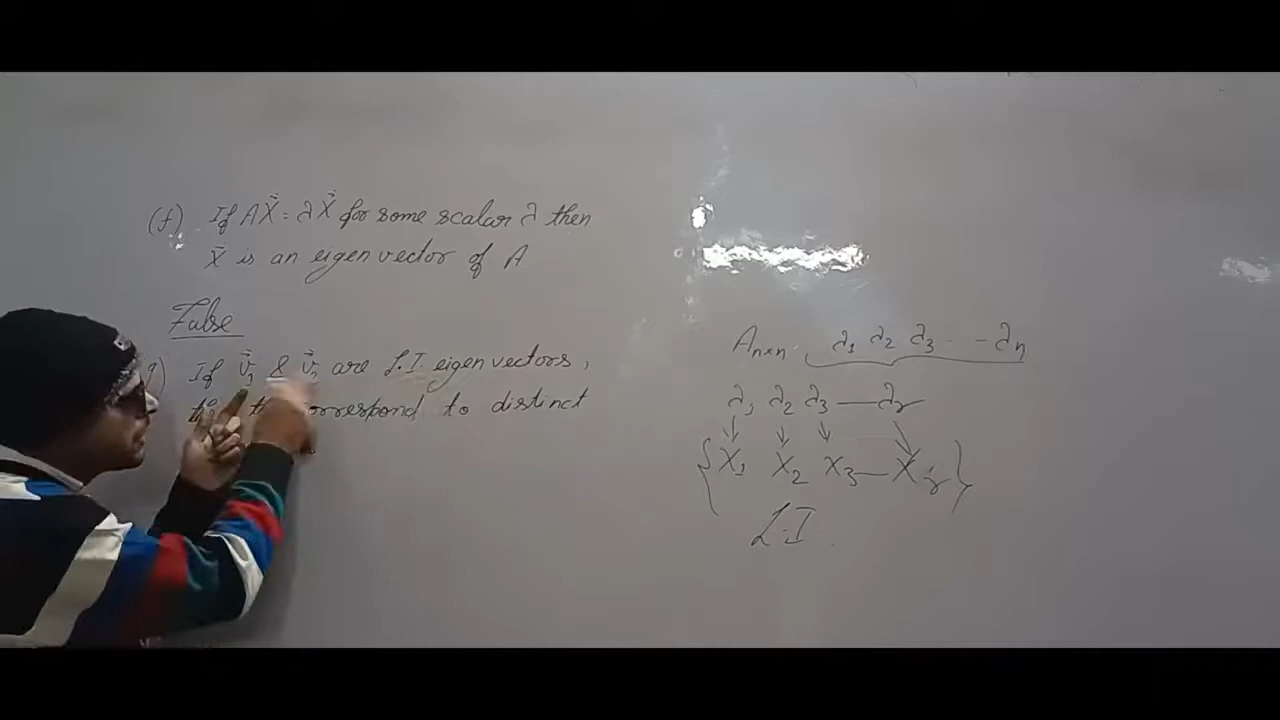 (f) If AX⃗ = λX⃗ for some scalar λ then
X⃗ is an eigen vector of A
False
If v⃗₁ & v⃗₂ are L.I. eigen vectors,
correspond to distinct
Aₙₓₙ λ₁ λ₂ λ₃ . . - λₙ
λ₁ λ₂ λ₃ — λᵣ
{X₁ X₂ X₃ — Xᵣ}
L.I.